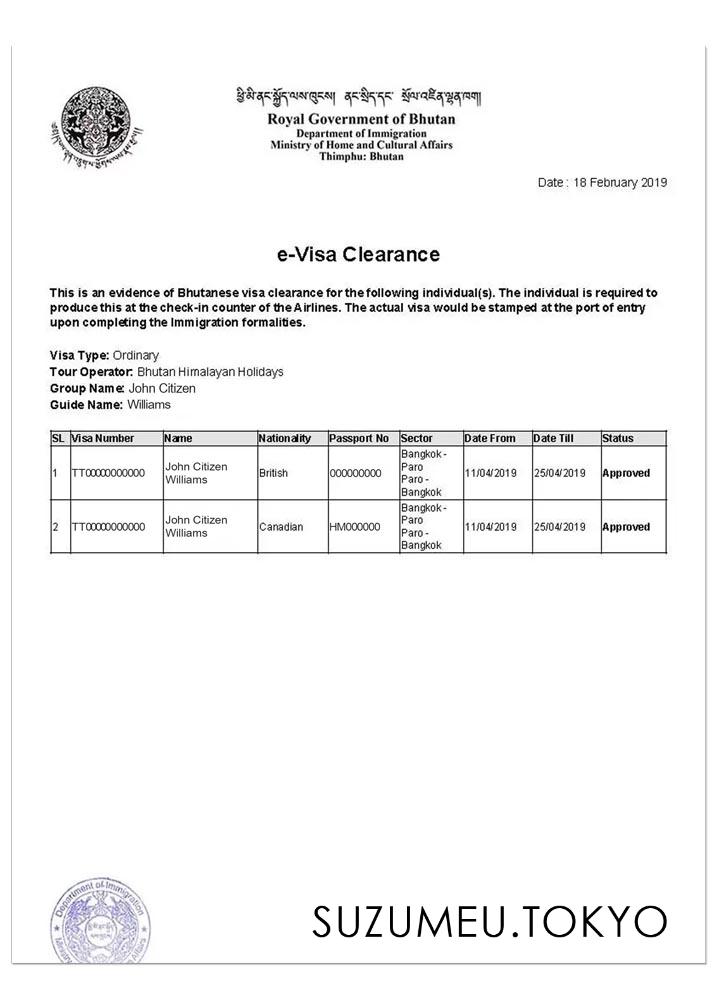 ཕྱི་མི་ནང་སྐྱོད་ལས་ཁུངས། ནང་སྲིད་དང་ སྲོལ་འཛིན་ལྷན་ཁག།
Royal Government of Bhutan
Department of Immigration
Ministry of Home and Cultural Affairs
Thimphu: Bhutan
Date : 18 February 2019
e-Visa Clearance
This is an evidence of Bhutanese visa clearance for the following individual(s). The individual is required to
produce this at the check-in counter of the Airlines. The actual visa would be stamped at the port of entry
upon completing the Immigration formalities.
Visa Type: Ordinary
Tour Operator: Bhutan Himalayan Holidays
Group Name: John Citizen
Guide Name: Williams
SL Visa Number Name Nationality Passport No Sector Date From Date Till Status
1 TT00000000000 John Citizen Williams British 000000000 Bangkok - Paro Paro - Bangkok 11/04/2019 25/04/2019 Approved
2 TT00000000000 John Citizen Williams Canadian HM000000 Bangkok - Paro Paro - Bangkok 11/04/2019 25/04/2019 Approved
Department of Immigration
SUZUMEU.TOKYO